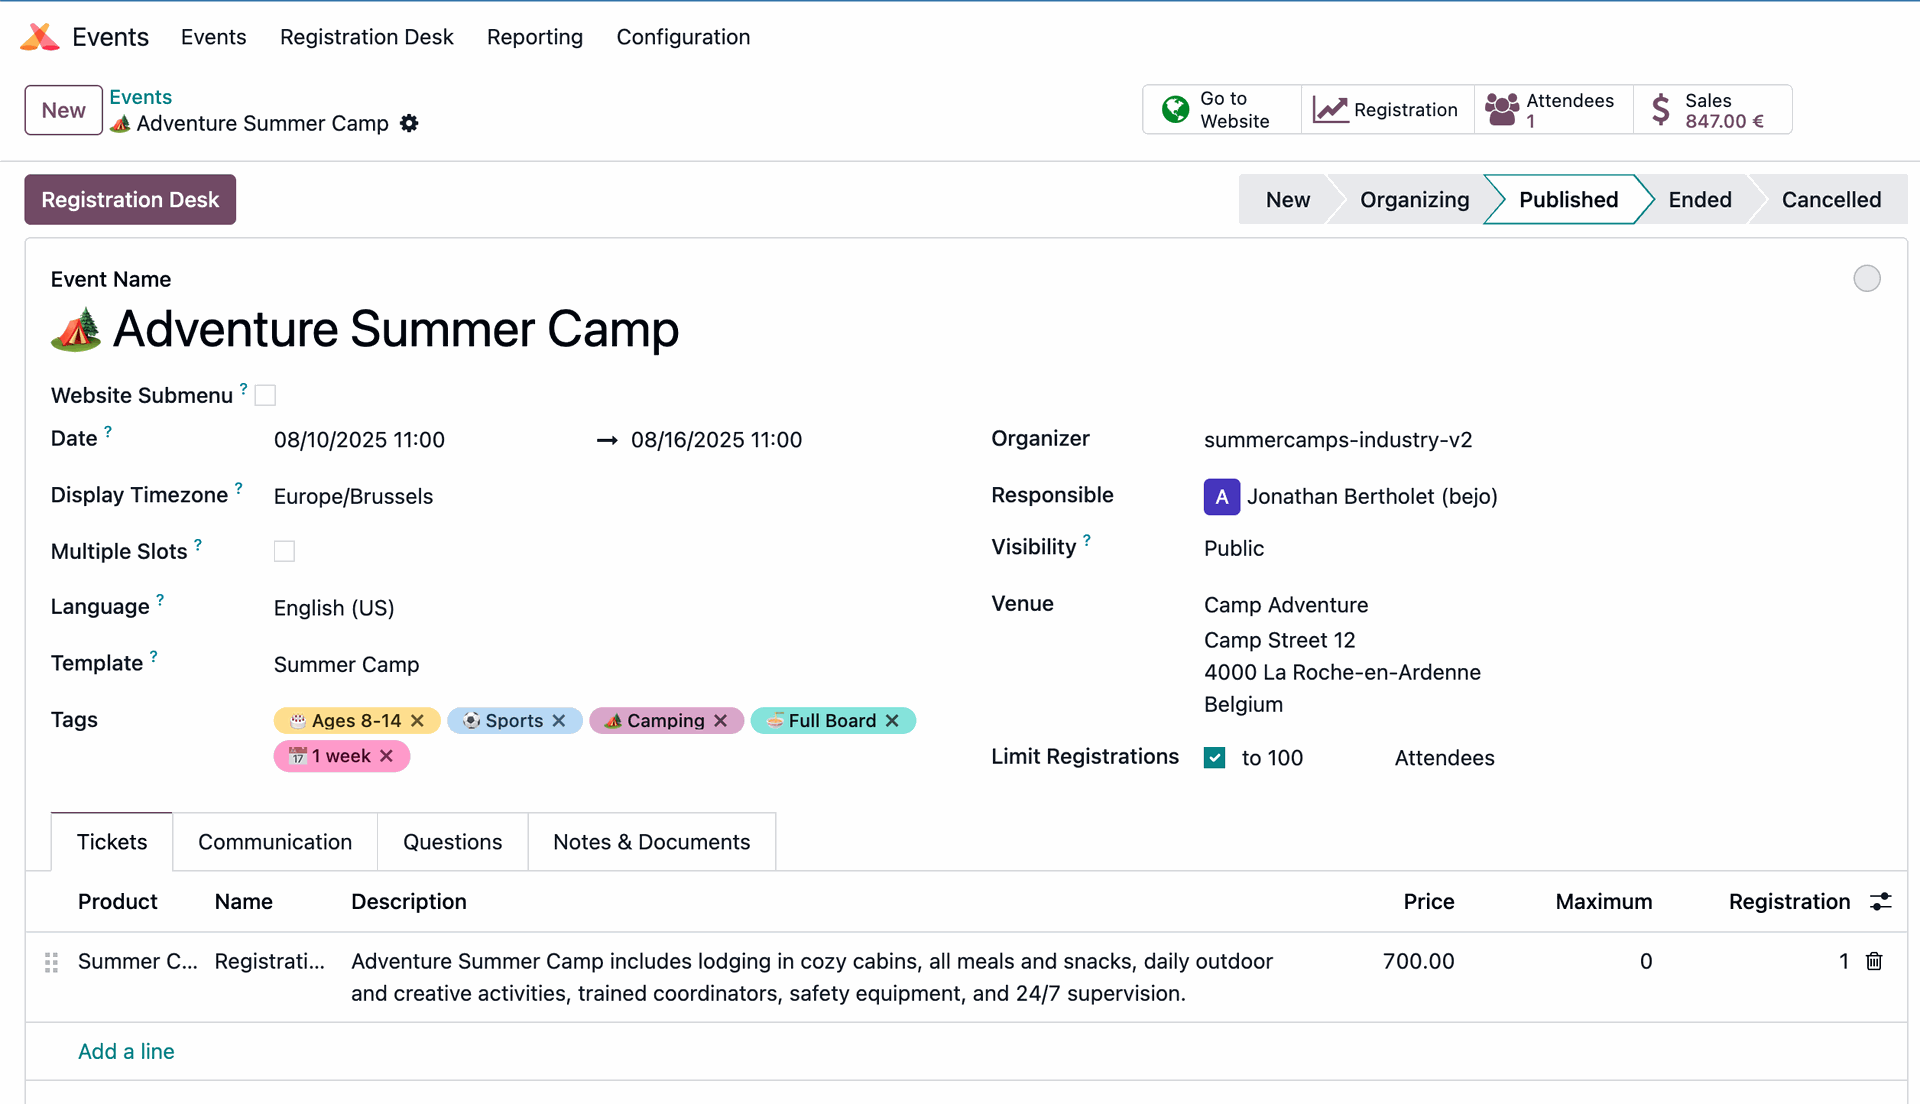 Events Events Registration Desk Reporting Configuration
New
Events
Adventure Summer Camp
Go to
Website
Registration
Attendees
1
Sales
847.00 €
Registration Desk
New Organizing Published Ended Cancelled
Event Name
Adventure Summer Camp
Website Submenu ?
Date ? 08/10/2025 11:00 → 08/16/2025 11:00
Display Timezone ? Europe/Brussels
Multiple Slots ?
Language ? English (US)
Template ? Summer Camp
Tags Ages 8-14 ✕ Sports ✕ Camping ✕ Full Board ✕
17 1 week ✕
Organizer summercamps-industry-v2
Responsible A Jonathan Bertholet (bejo)
Visibility ? Public
Venue Camp Adventure
Camp Street 12
4000 La Roche-en-Ardenne
Belgium
Limit Registrations to 100 Attendees
Tickets Communication Questions Notes & Documents
Product Name Description Price Maximum Registration
Summer C... Registrati... Adventure Summer Camp includes lodging in cozy cabins, all meals and snacks, daily outdoor 700.00 0 1
and creative activities, trained coordinators, safety equipment, and 24/7 supervision.
Add a line